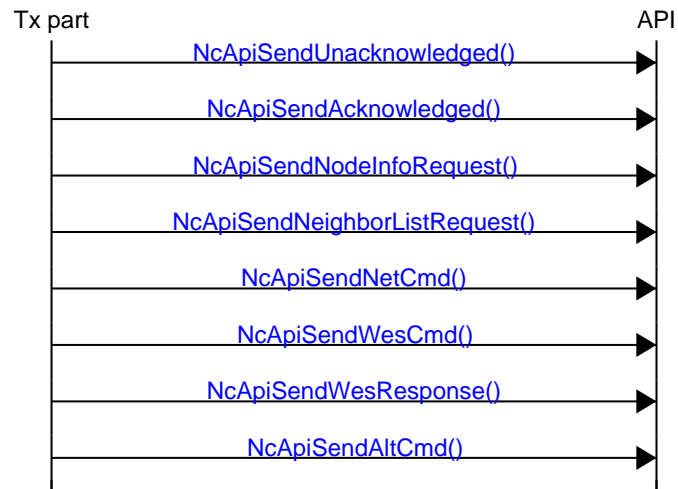 Tx part API
NcApiSendUnacknowledged()
NcApiSendAcknowledged()
NcApiSendNodeInfoRequest()
NcApiSendNeighborListRequest()
NcApiSendNetCmd()
NcApiSendWesCmd()
NcApiSendWesResponse()
NcApiSendAltCmd()